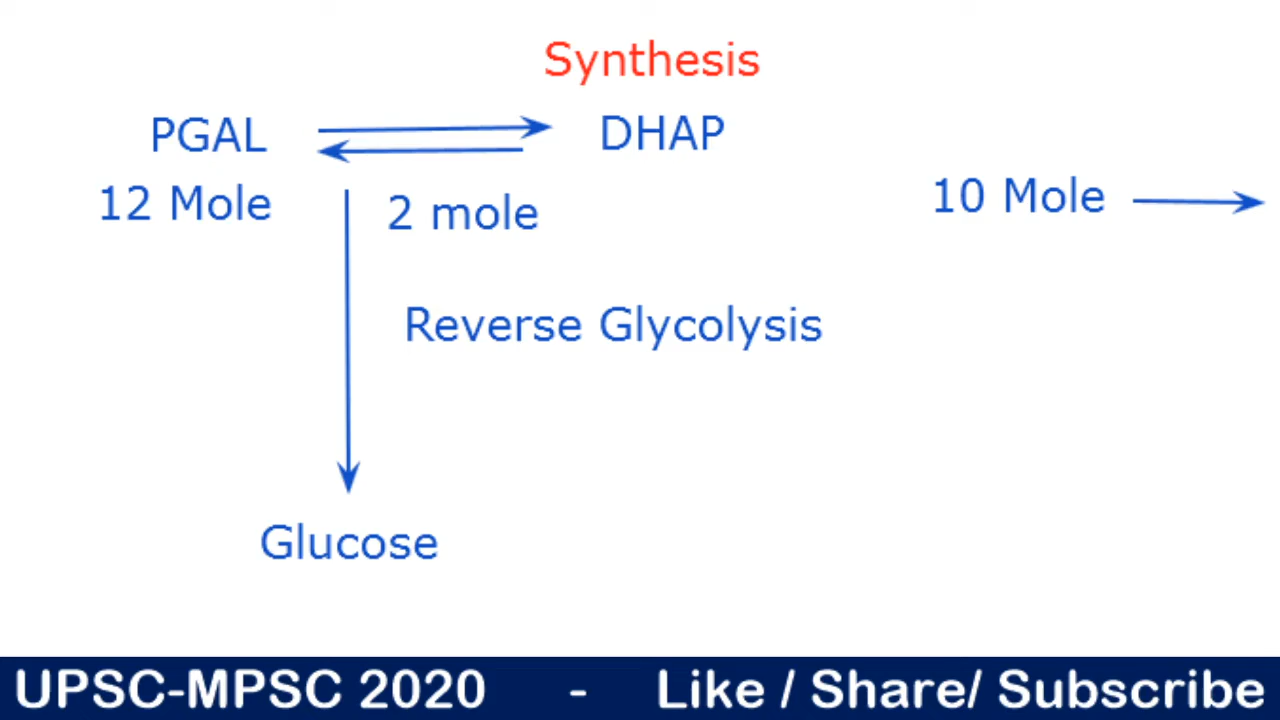 Synthesis
PGAL DHAP
12 Mole 2 mole 10 Mole
Reverse Glycolysis
Glucose
UPSC-MPSC 2020 - Like / Share/ Subscribe